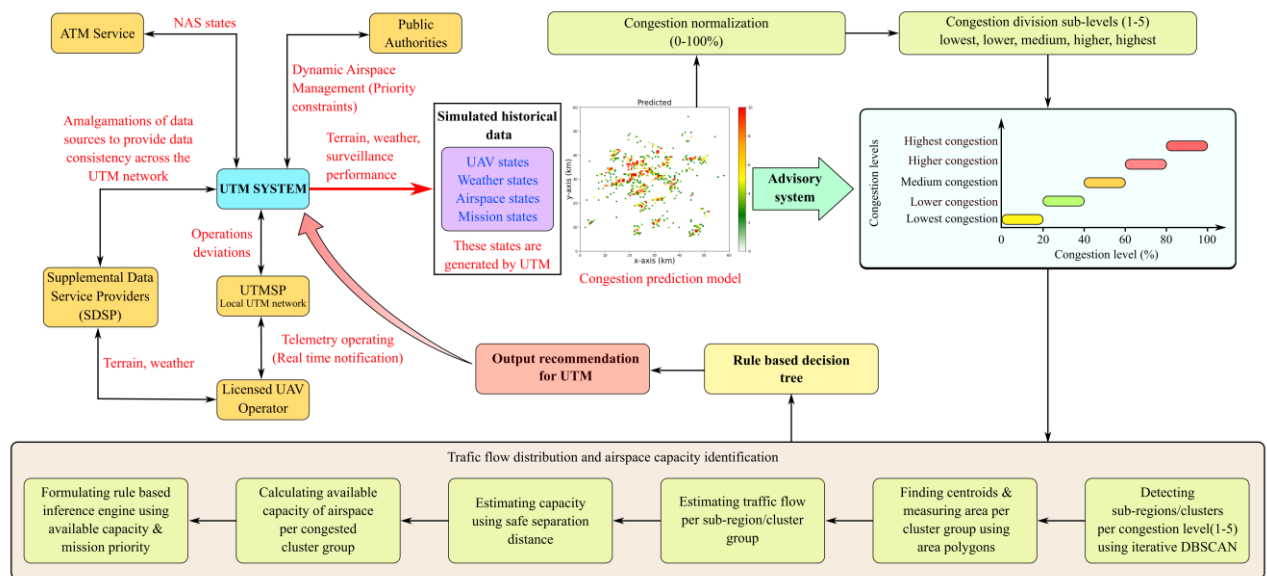 ATM Service
NAS states
Public
Authorities
Dynamic Airspace
Management (Priority
constraints)
Amalgamations of data
sources to provide data
consistency across the
UTM network
UTM SYSTEM
Terrain, weather,
surveillance
performance
Operations
deviations
Supplemental Data
Service Providers
(SDSP)
UTMSP
Local UTM network
Telemetry operating
(Real time notification)
Terrain, weather
Licensed UAV
Operator
Simulated historical
data
UAV states
Weather states
Airspace states
Mission states
These states are
generated by UTM
Congestion normalization
(0-100%)
Congestion division sub-levels (1-5)
lowest, lower, medium, higher, highest
Predicted
y-axis (km)
x-axis (km)
Congestion prediction model
Advisory
system
Congestion levels
Highest congestion
Higher congestion
Medium congestion
Lower congestion
Lowest congestion
0 20 40 60 80 100
Congestion level (%)
Output recommendation
for UTM
Rule based decision
tree
Trafic flow distribution and airspace capacity identification
Formulating rule based
inference engine using
available capacity &
mission priority
Calculating available
capacity of airspace
per congested
cluster group
Estimating capacity
using safe separation
distance
Estimating traffic flow
per sub-region/cluster
group
Finding centroids &
measuring area per
cluster group using
area polygons
Detecting
sub-regions/clusters
per congestion level(1-5)
using iterative DBSCAN